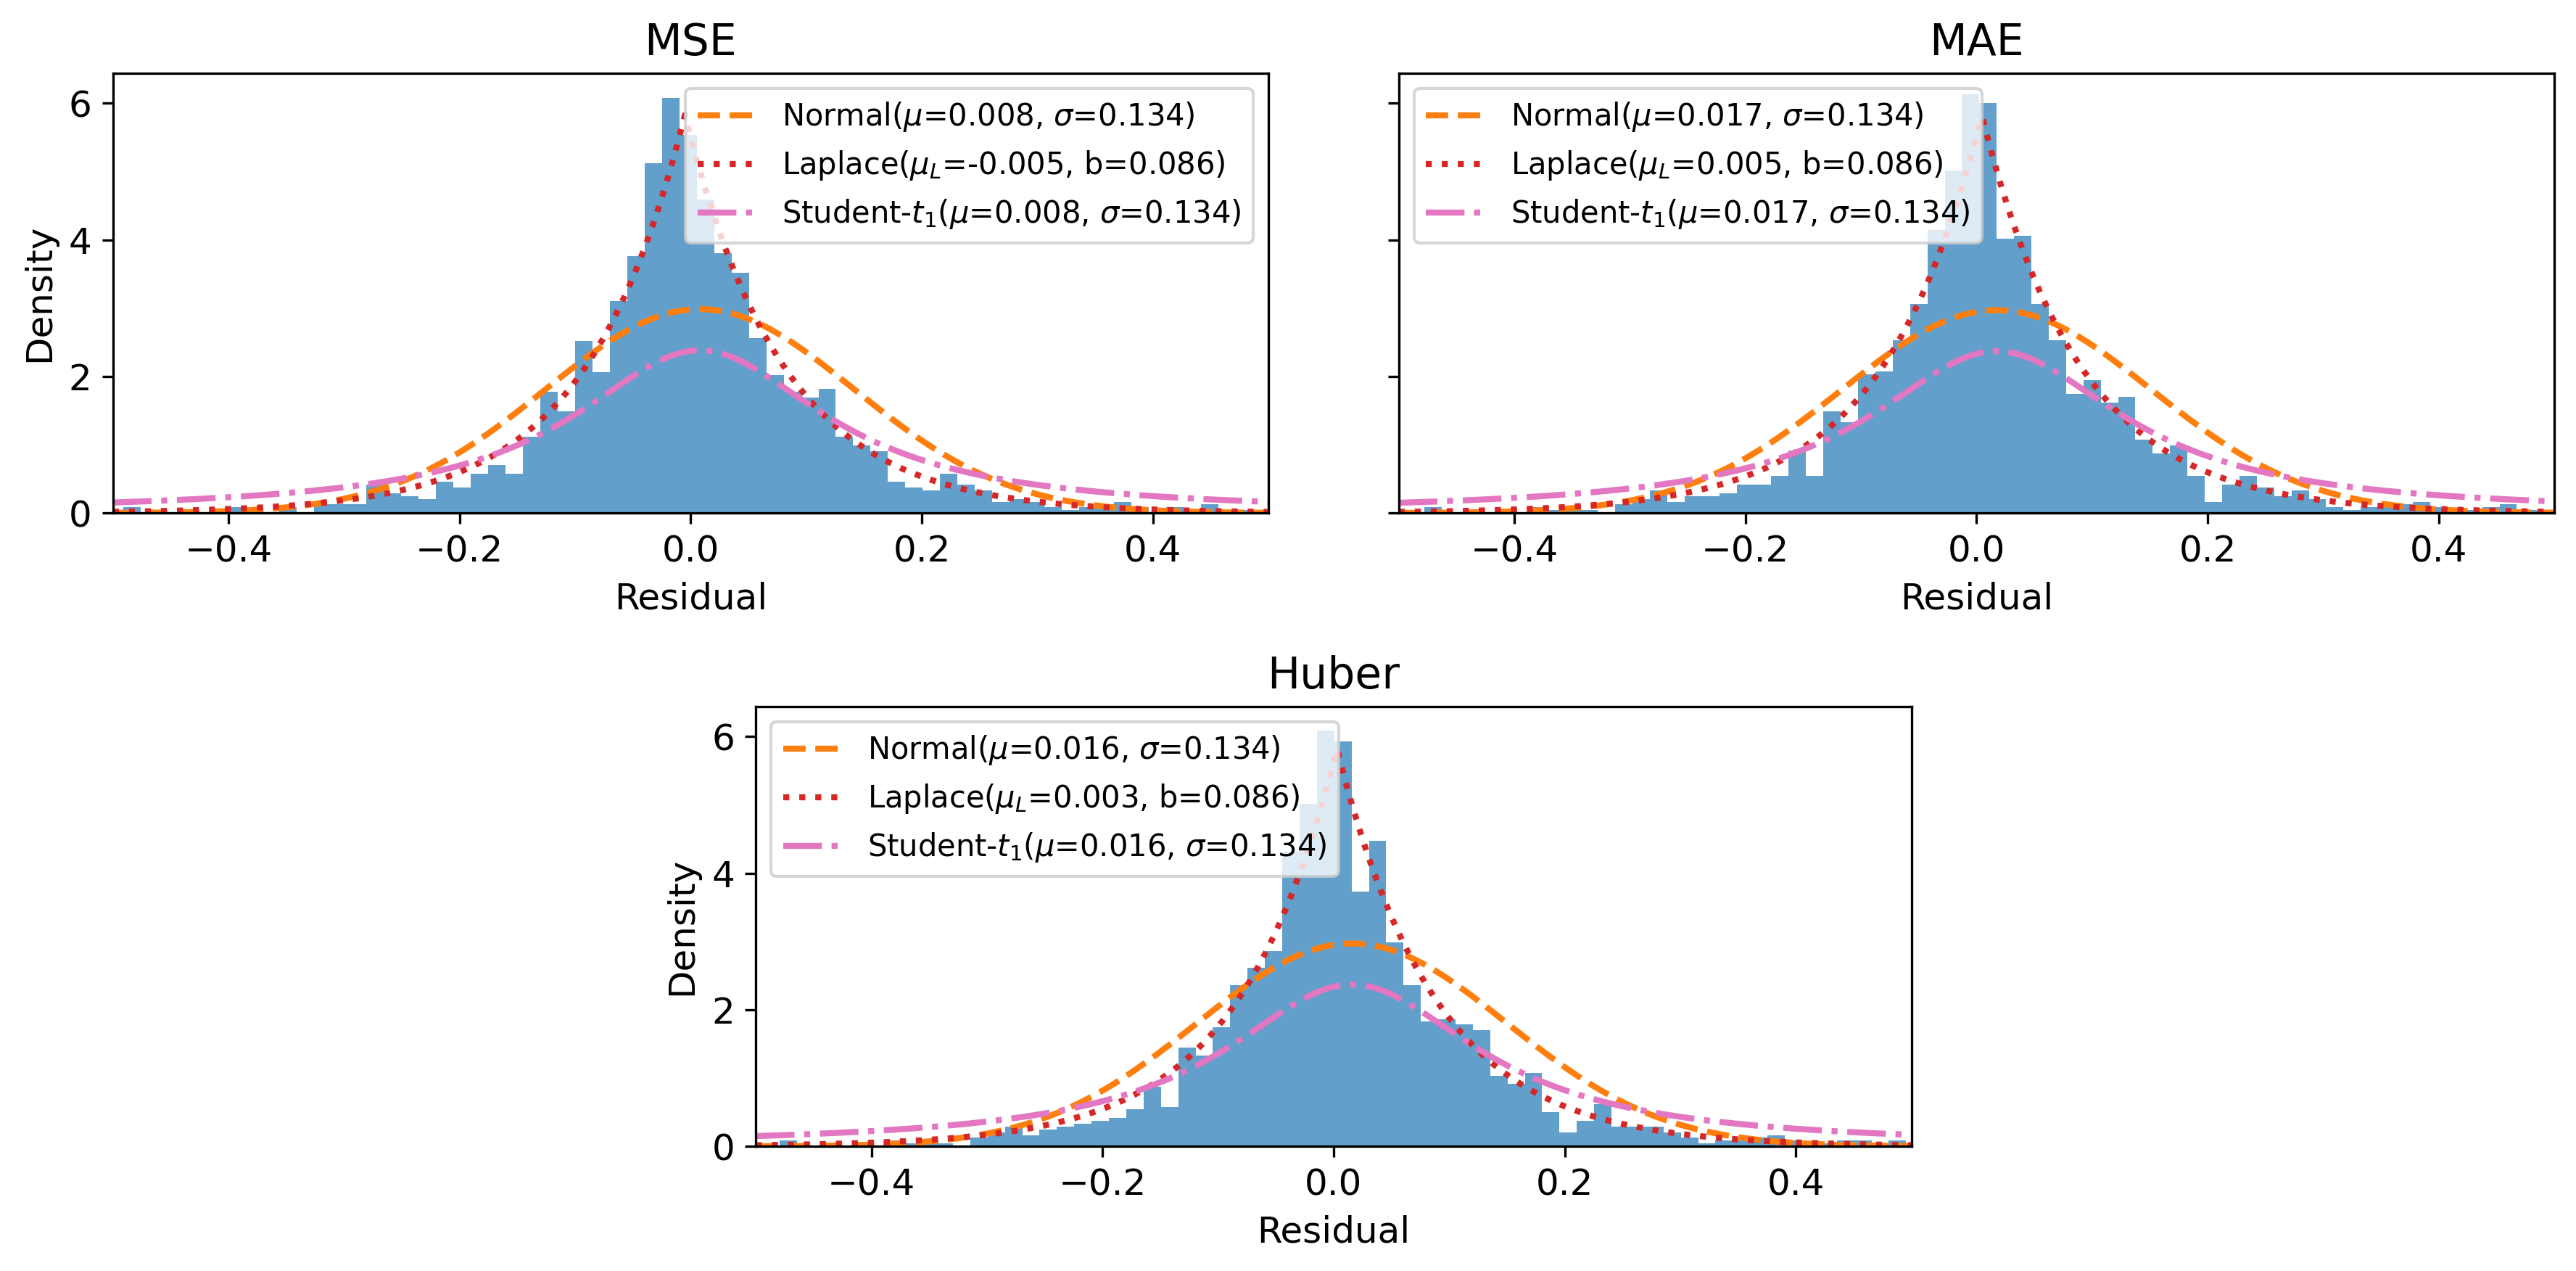 MSE
Normal(μ=0.008, σ=0.134)
Laplace(μL=-0.005, b=0.086)
Student-t1(μ=0.008, σ=0.134)
Density
6
4
2
0
−0.4 −0.2 0.0 0.2 0.4
Residual
MAE
Normal(μ=0.017, σ=0.134)
Laplace(μL=0.005, b=0.086)
Student-t1(μ=0.017, σ=0.134)
−0.4 −0.2 0.0 0.2 0.4
Residual
Huber
Normal(μ=0.016, σ=0.134)
Laplace(μL=0.003, b=0.086)
Student-t1(μ=0.016, σ=0.134)
Density
6
4
2
0
−0.4 −0.2 0.0 0.2 0.4
Residual